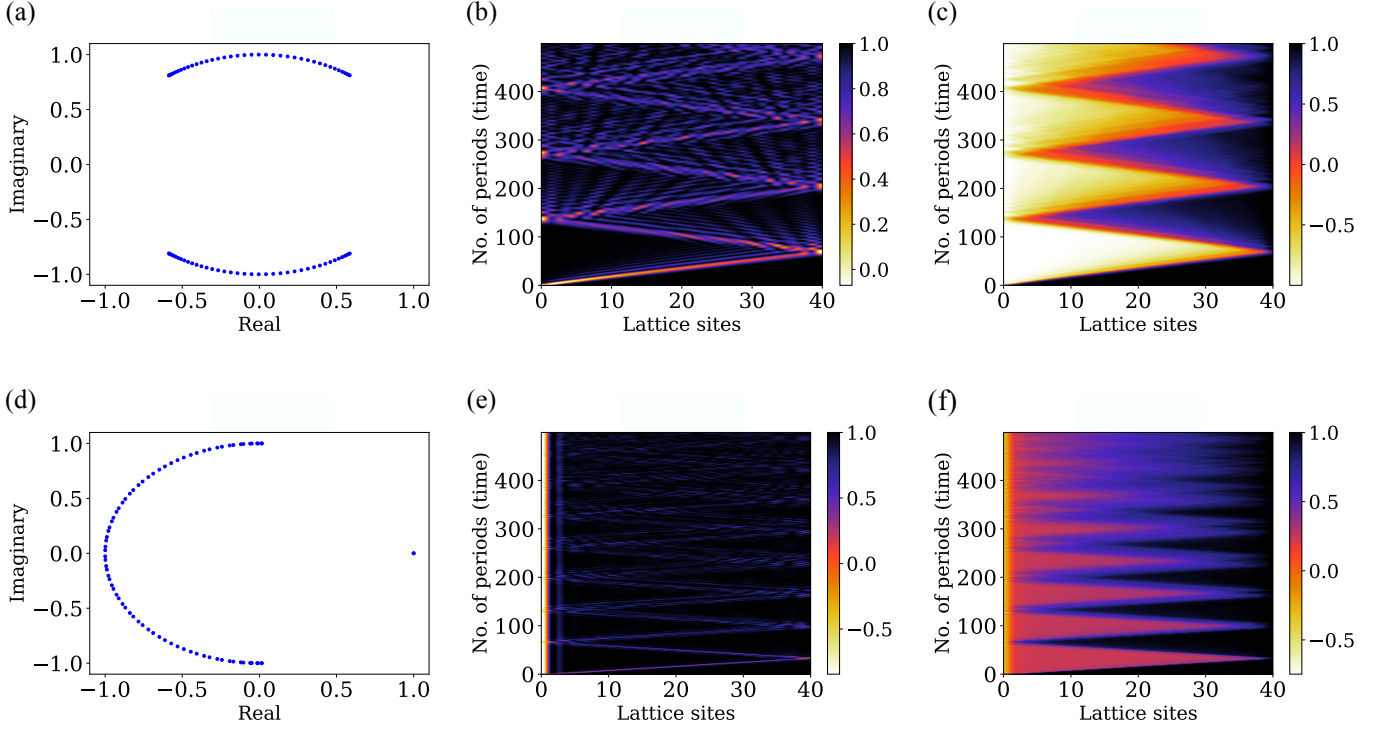 (a)
1.0
0.5
0.0
−0.5
−1.0
Imaginary
−1.0 −0.5 0.0 0.5 1.0
Real
(b)
400
300
200
100
0
No. of periods (time)
0 10 20 30 40
Lattice sites
1.0
0.8
0.6
0.4
0.2
0.0
(c)
400
300
200
100
0
No. of periods (time)
0 10 20 30 40
Lattice sites
1.0
0.5
0.0
−0.5
(d)
1.0
0.5
0.0
−0.5
−1.0
Imaginary
−1.0 −0.5 0.0 0.5 1.0
Real
(e)
400
300
200
100
0
No. of periods (time)
0 10 20 30 40
Lattice sites
1.0
0.5
0.0
−0.5
(f)
400
300
200
100
0
No. of periods (time)
0 10 20 30 40
Lattice sites
1.0
0.5
0.0
−0.5